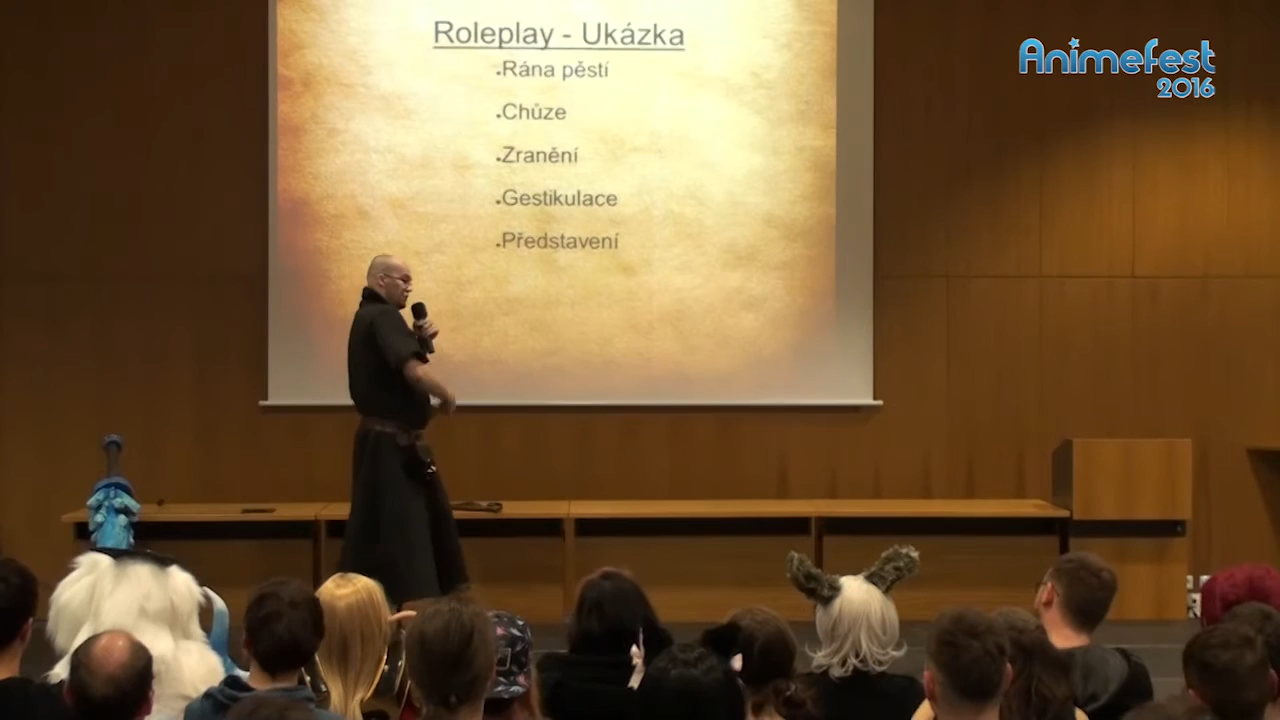 Roleplay - Ukázka
•Rána pěstí
•Chůze
•Zranění
•Gestikulace
•Představení
Animefest
2016